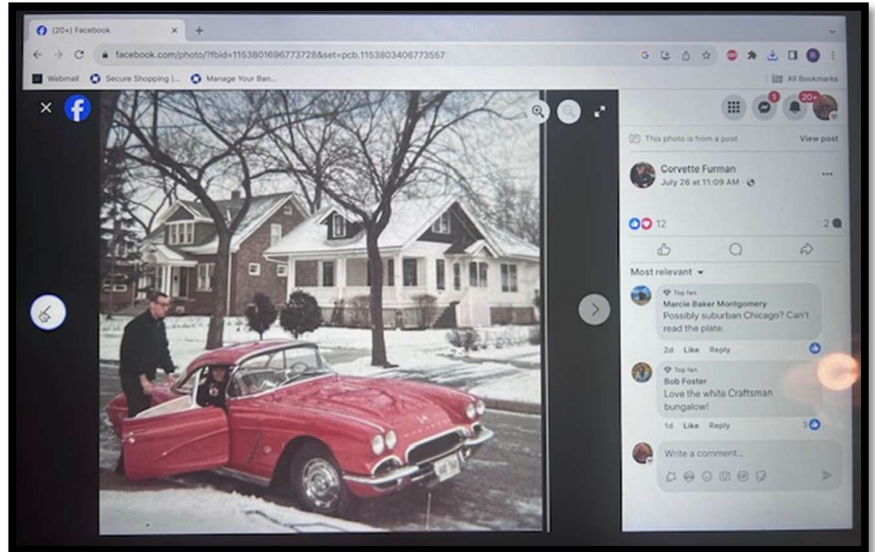 (20+) Facebook
facebook.com/photo/?fbid=1153801696773728&set=pcb.1153803406773557
Webmail
Secure Shopping |...
Manage Your Ban...
All Bookmarks
1
20+
This photo is from a post.
View post
Corvette Furman
July 26 at 11:09 AM
12
2
Most relevant
Top fan
Marcie Baker Montgomery
Possibly suburban Chicago? Can't
read the plate.
2d Like Reply
Top fan
Bob Foster
Love the white Craftsman
bungalow!
1d Like Reply
3
Write a comment...